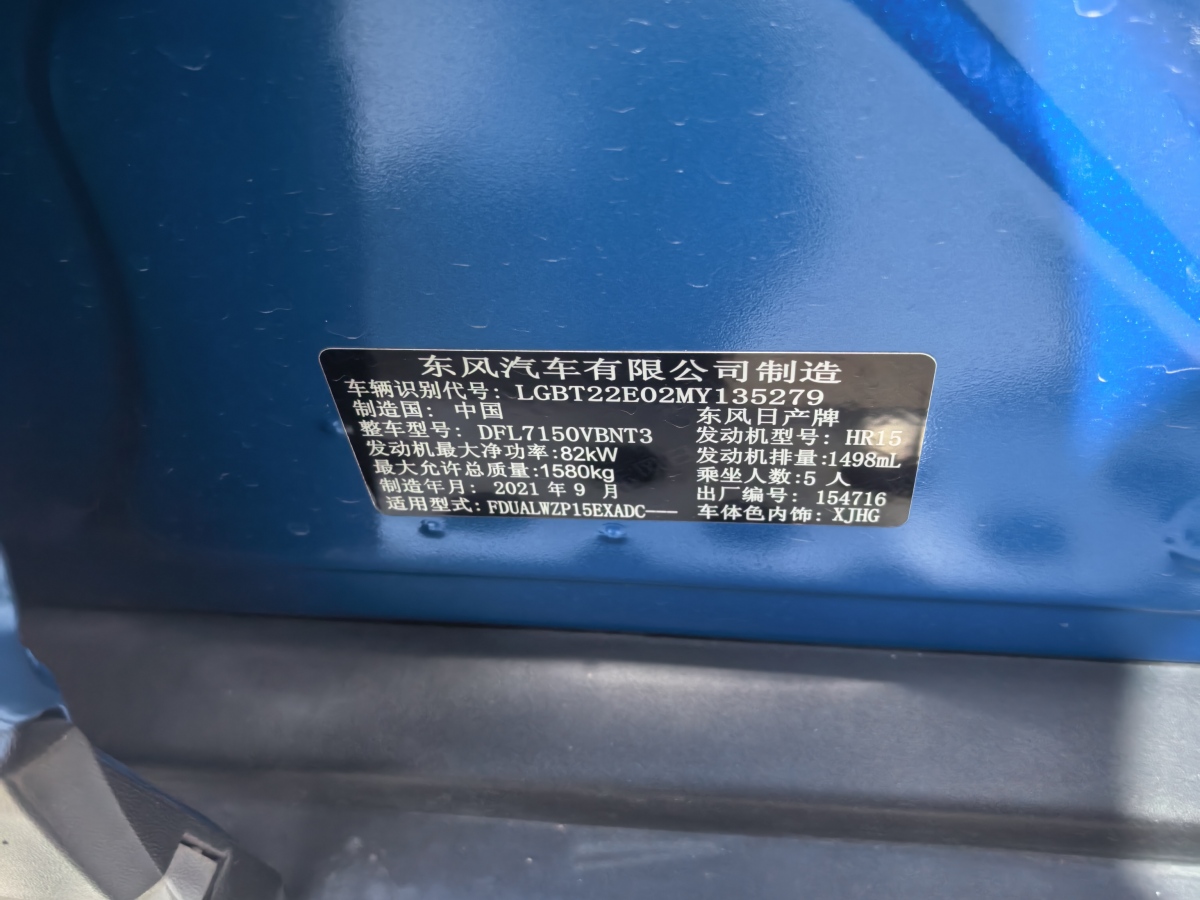 东风汽车有限公司制造
车辆识别代号: LGBT22E02MY135279
制造国: 中国 东风日产牌
整车型号: DFL7150VBNT3 发动机型号: HR15
发动机最大净功率:82kW 发动机排量:1498mL
最大允许总质量:1580kg 乘坐人数:5 人
制造年月: 2021 年 9 月 出厂编号: 154716
适用型式: FDUALWZP15EXADC—— 车体色内饰: XJHG